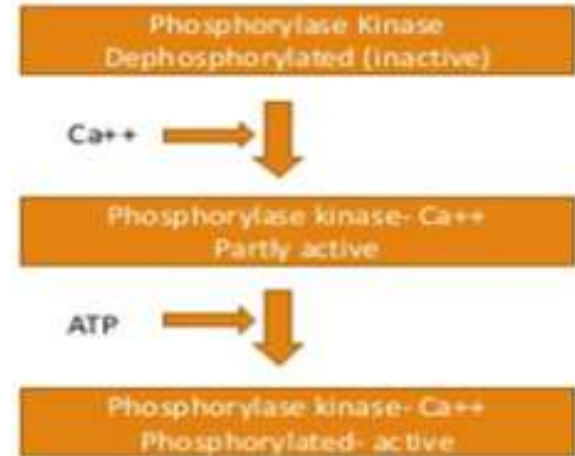 Phosphorylase Kinase
Dephosphorylated (inactive)
Ca++
Phosphorylase kinase- Ca++
Partly active
ATP
Phosphorylase kinase- Ca++
Phosphorylated- active